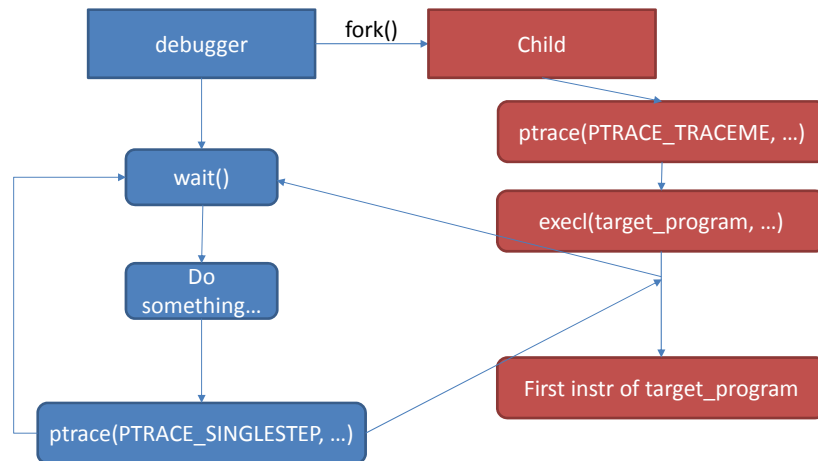 debugger
fork()
Child
ptrace(PTRACE_TRACEME, …)
wait()
execl(target_program, …)
Do
something…
First instr of target_program
ptrace(PTRACE_SINGLESTEP, …)